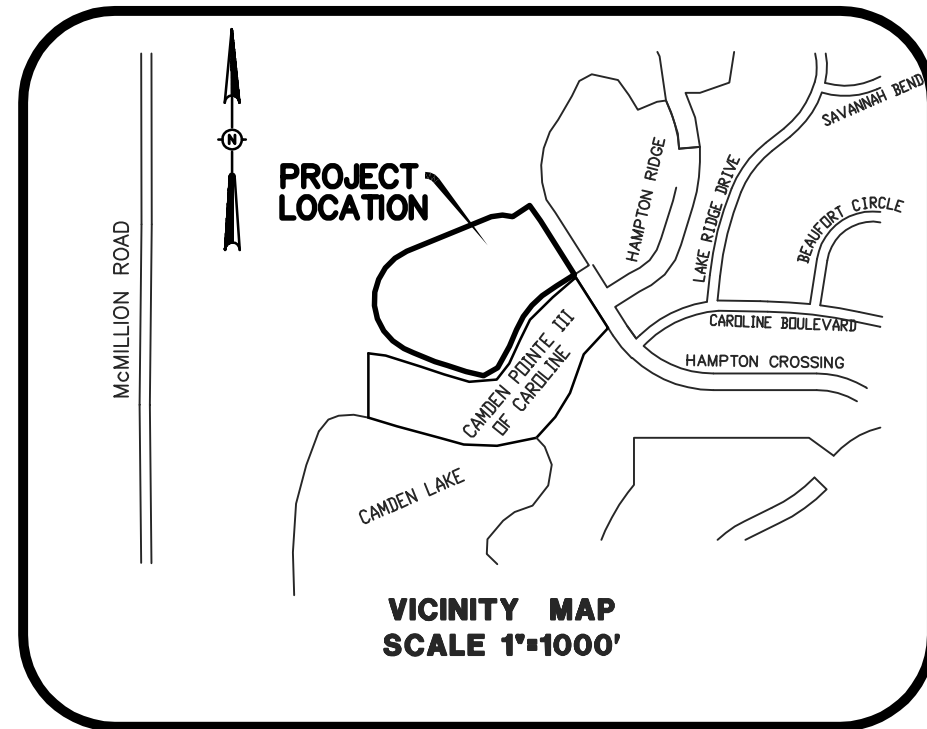 N
PROJECT
LOCATION
McMILLION ROAD
HAMPTON RIDGE
LAKE RIDGE DRIVE
SAVANNAH BEND
BEAUFORT CIRCLE
CAROLINE BOULEVARD
HAMPTON CROSSING
CAMDEN POINTE III
OF CAROLINE
CAMDEN LAKE
VICINITY MAP
SCALE 1"=1000'